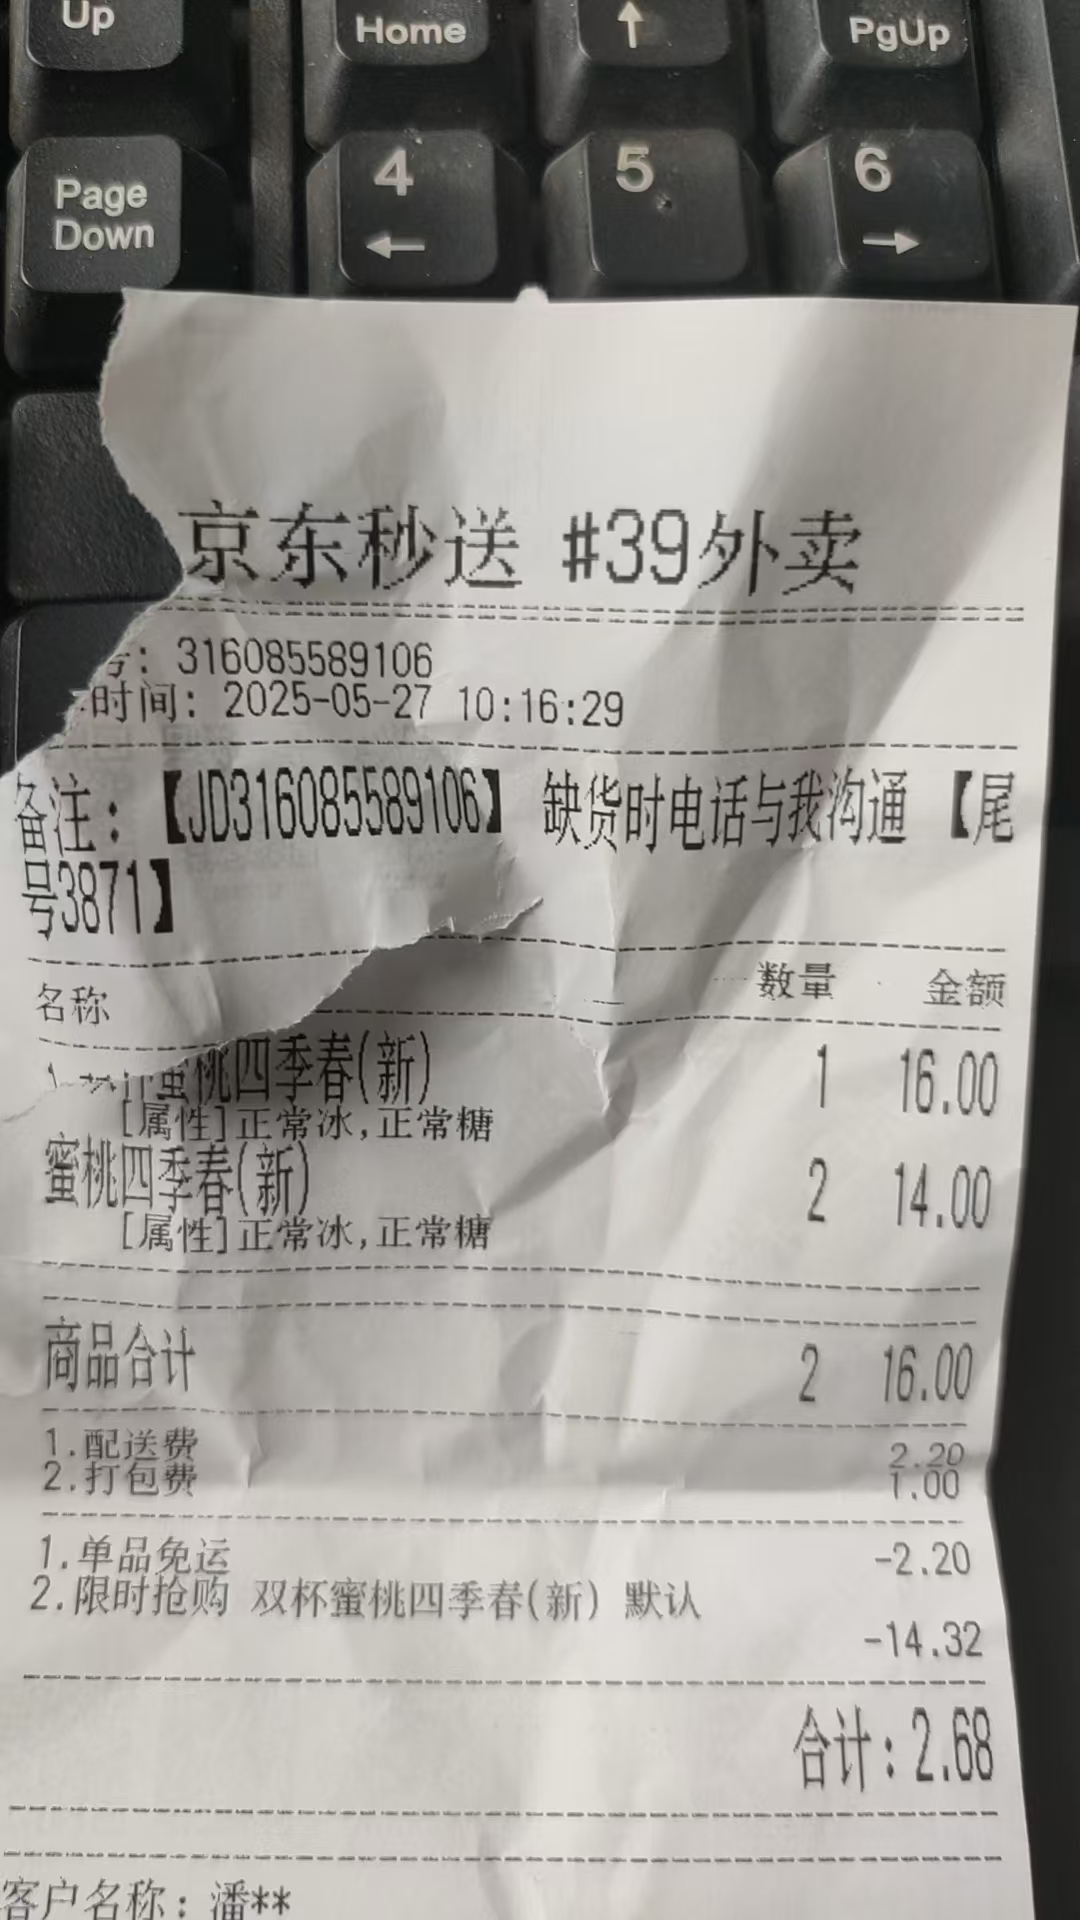 Up
Home
↑
PgUp
Page
Down
4
←
5
6
→
京东秒送 #39外卖
号: 316085589106
时间: 2025-05-27 10:16:29
备注: 【JD316085589106】 缺货时电话与我沟通 【尾
号3871】
名称 数量 金额
1. 蜜桃四季春(新) 1 16.00
[属性]正常冰,正常糖
蜜桃四季春(新) 2 14.00
[属性]正常冰,正常糖
商品合计 2 16.00
1.配送费 2.20
2.打包费 1.00
1.单品免运 -2.20
2.限时抢购 双杯蜜桃四季春(新) 默认
-14.32
合计: 2.68
客户名称: 潘**